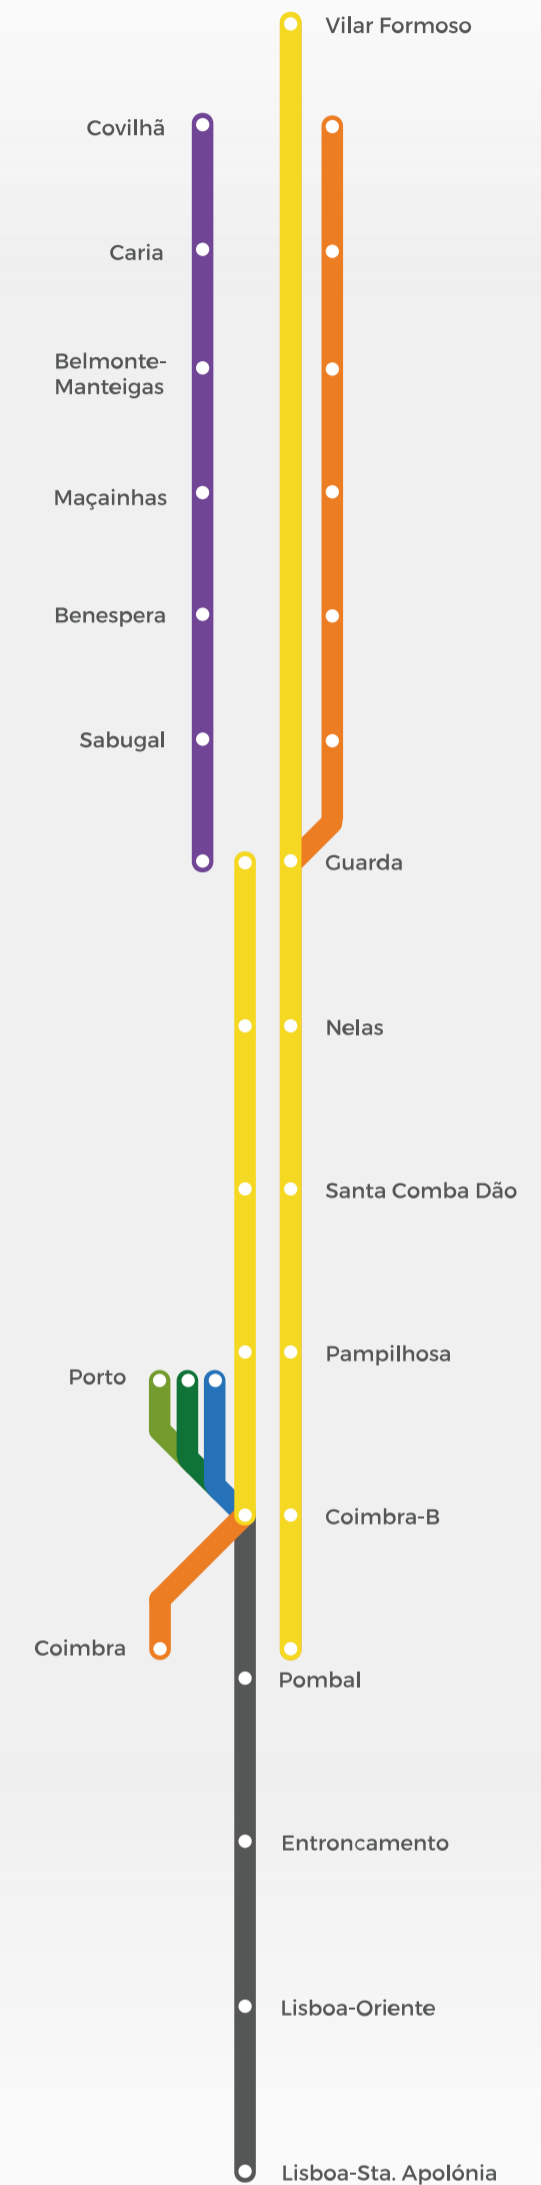 Vilar Formoso
Covilhã
Caria
Belmonte-
Manteigas
Maçainhas
Benespera
Sabugal
Guarda
Nelas
Santa Comba Dão
Pampilhosa
Porto
Coimbra-B
Coimbra
Pombal
Entroncamento
Lisboa-Oriente
Lisboa-Sta. Apolónia